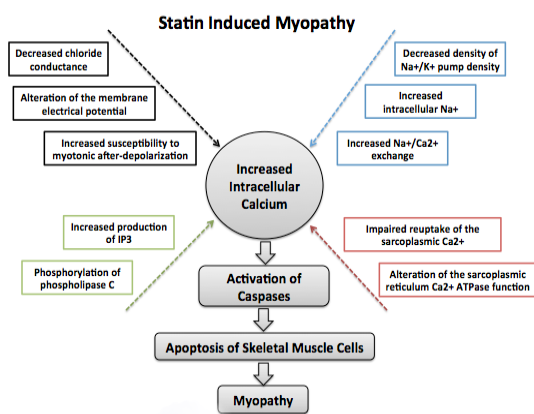 Statin Induced Myopathy
Decreased chloride
conductance
Alteration of the membrane
electrical potential
Increased susceptibility to
myotonic after-depolarization
Decreased density of
Na+/K+ pump density
Increased
intracellular Na+
Increased Na+/Ca2+
exchange
Increased
Intracellular
Calcium
Increased production
of IP3
Phosphorylation of
phospholipase C
Impaired reuptake of the
sarcoplasmic Ca2+
Alteration of the sarcoplasmic
reticulum Ca2+ ATPase function
Activation of
Caspases
Apoptosis of Skeletal Muscle Cells
Myopathy